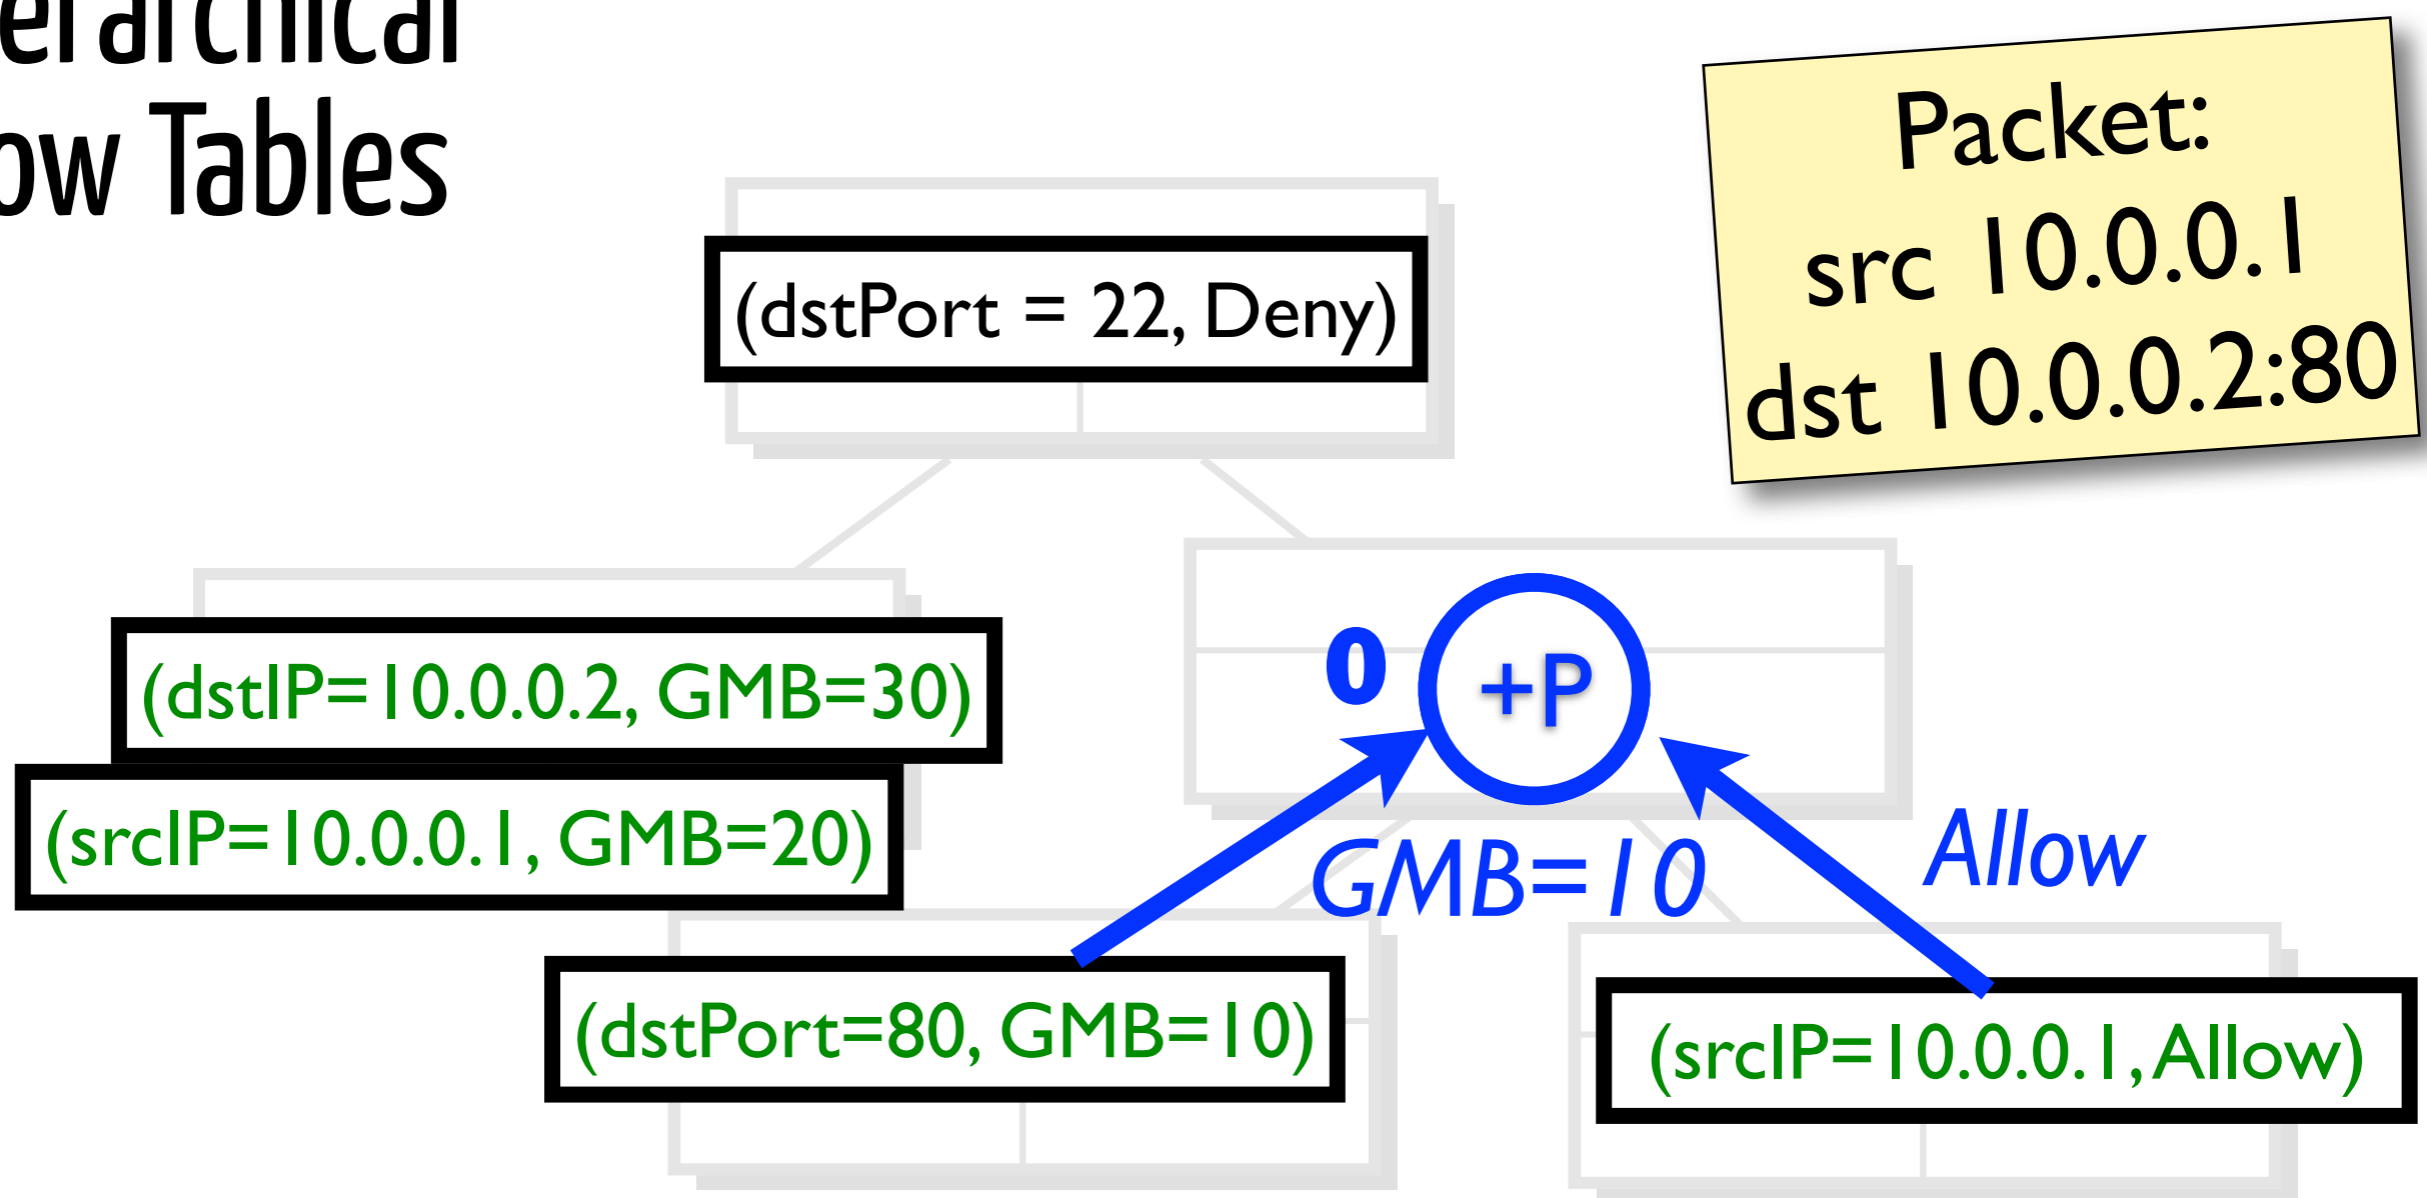 erarchical
ow Tables
Packet:
src 10.0.0.1
dst 10.0.0.2:80
(dstPort = 22, Deny)
(dstIP=10.0.0.2, GMB=30)
(srcIP=10.0.0.1, GMB=20)
0
+P
GMB=10
Allow
(dstPort=80, GMB=10)
(srcIP=10.0.0.1, Allow)